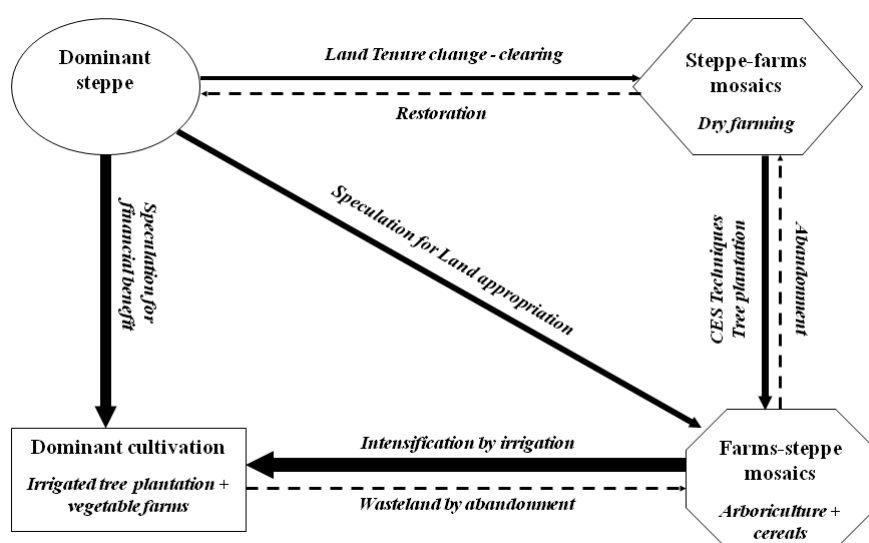 Dominant
steppe
Land Tenure change - clearing
Restoration
Steppe-farms
mosaics
Dry farming
Speculation for
financial benefit
Speculation for Land appropriation
CES Techniques
Tree plantation
Abandonment
Dominant cultivation
Irrigated tree plantation +
vegetable farms
Intensification by irrigation
Wasteland by abandonment
Farms-steppe
mosaics
Arboriculture +
cereals